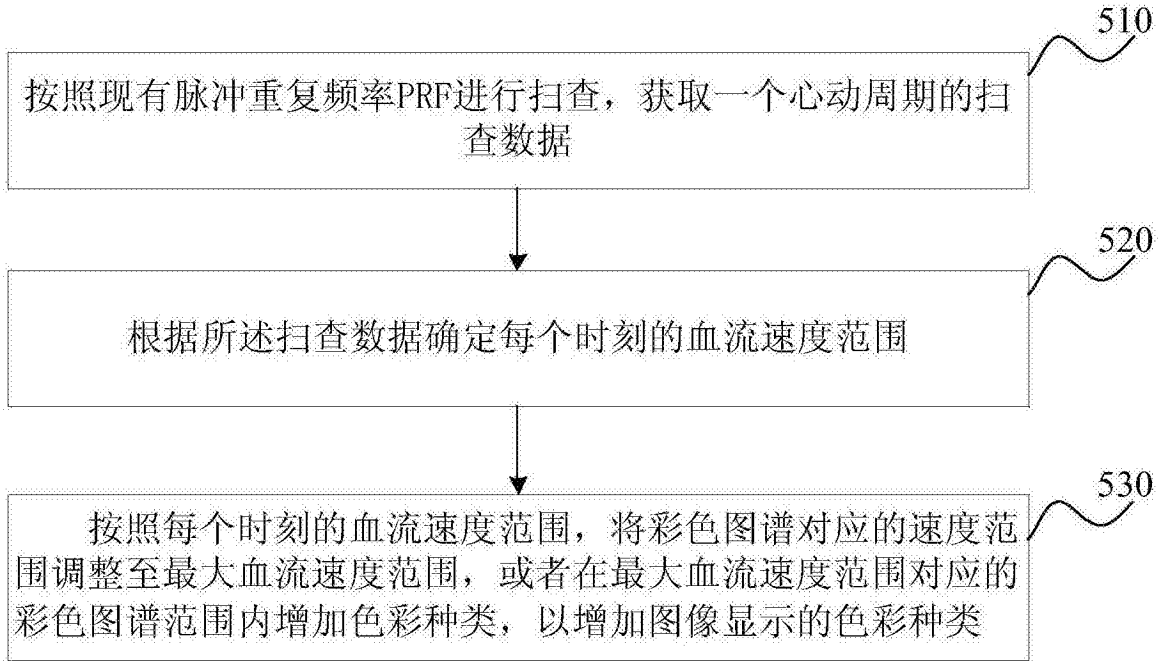 510
按照现有脉冲重复频率PRF进行扫查，获取一个心动周期的扫
查数据
520
根据所述扫查数据确定每个时刻的血流速度范围
530
按照每个时刻的血流速度范围，将彩色图谱对应的速度范
围调整至最大血流速度范围，或者在最大血流速度范围对应的
彩色图谱范围内增加色彩种类，以增加图像显示的色彩种类